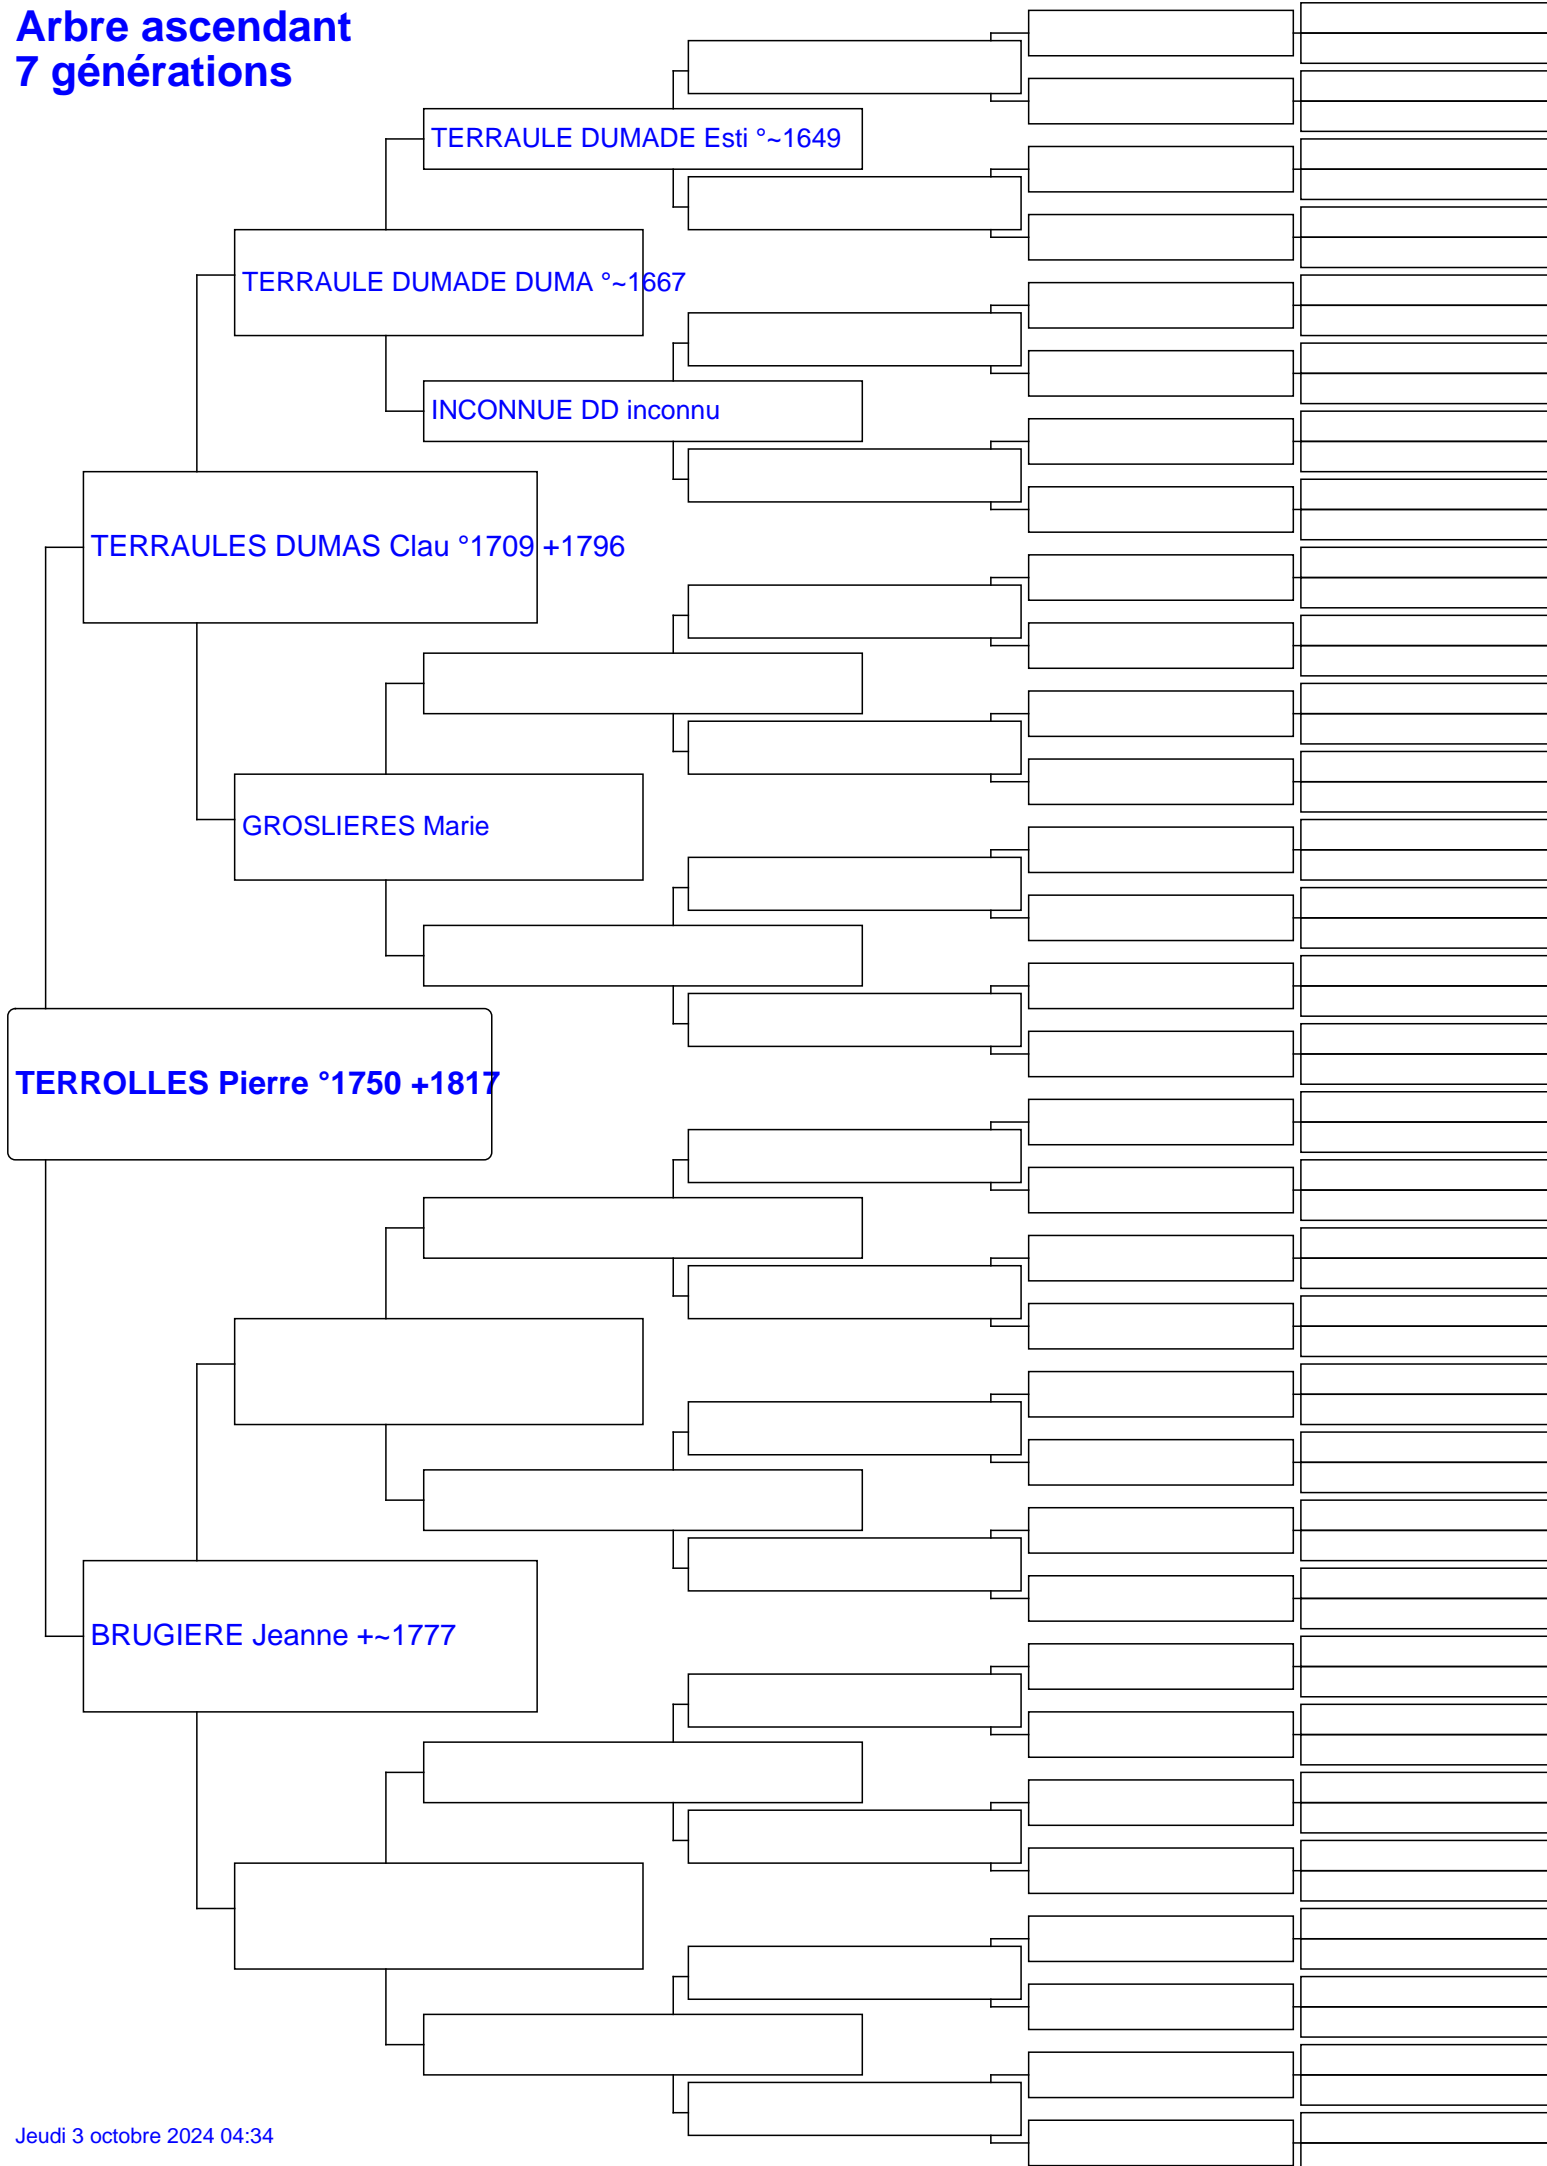 Arbre ascendant
7 générations
TERRAULE DUMADE Esti °~1649
TERRAULE DUMADE DUMA °~1667
INCONNUE DD inconnu
TERRAULES DUMAS Clau °1709 +1796
GROSLIERES Marie
TERROLLES Pierre °1750 +1817
BRUGIERE Jeanne +~1777
Jeudi 3 octobre 2024 04:34